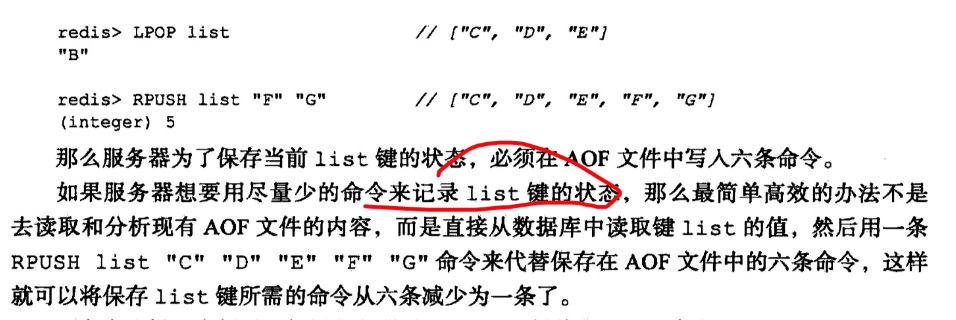 redis> LPOP list // ["C", "D", "E"]
"B"
redis> RPUSH list "F" "G" // ["C", "D", "E", "F", "G"]
(integer) 5
那么服务器为了保存当前 list 键的状态，必须在 AOF 文件中写入六条命令。
如果服务器想要用尽量少的命令来记录 list 键的状态，那么最简单高效的办法不是
去读取和分析现有 AOF 文件的内容，而是直接从数据库中读取键 list 的值，然后用一条
RPUSH list "C" "D" "E" "F" "G" 命令来代替保存在 AOF 文件中的六条命令，这样
就可以将保存 list 键所需的命令从六条减少为一条了。